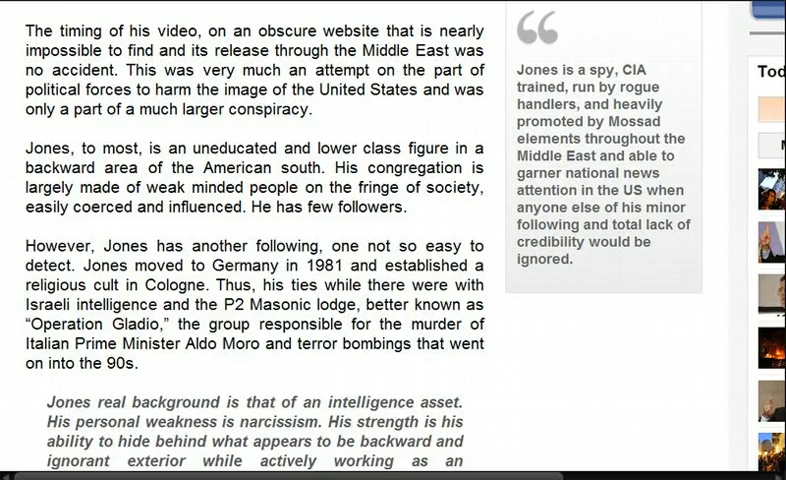 The timing of his video, on an obscure website that is nearly
impossible to find and its release through the Middle East was
no accident. This was very much an attempt on the part of
political forces to harm the image of the United States and was
only a part of a much larger conspiracy.
Jones, to most, is an uneducated and lower class figure in a
backward area of the American south. His congregation is
largely made of weak minded people on the fringe of society,
easily coerced and influenced. He has few followers.
However, Jones has another following, one not so easy to
detect. Jones moved to Germany in 1981 and established a
religious cult in Cologne. Thus, his ties while there were with
Israeli intelligence and the P2 Masonic lodge, better known as
“Operation Gladio,” the group responsible for the murder of
Italian Prime Minister Aldo Moro and terror bombings that went
on into the 90s.
Jones real background is that of an intelligence asset.
His personal weakness is narcissism. His strength is his
ability to hide behind what appears to be backward and
ignorant exterior while actively working as an
“
Jones is a spy, CIA
trained, run by rogue
handlers, and heavily
promoted by Mossad
elements throughout the
Middle East and able to
garner national news
attention in the US when
anyone else of his minor
following and total lack of
credibility would be
ignored.
Tod